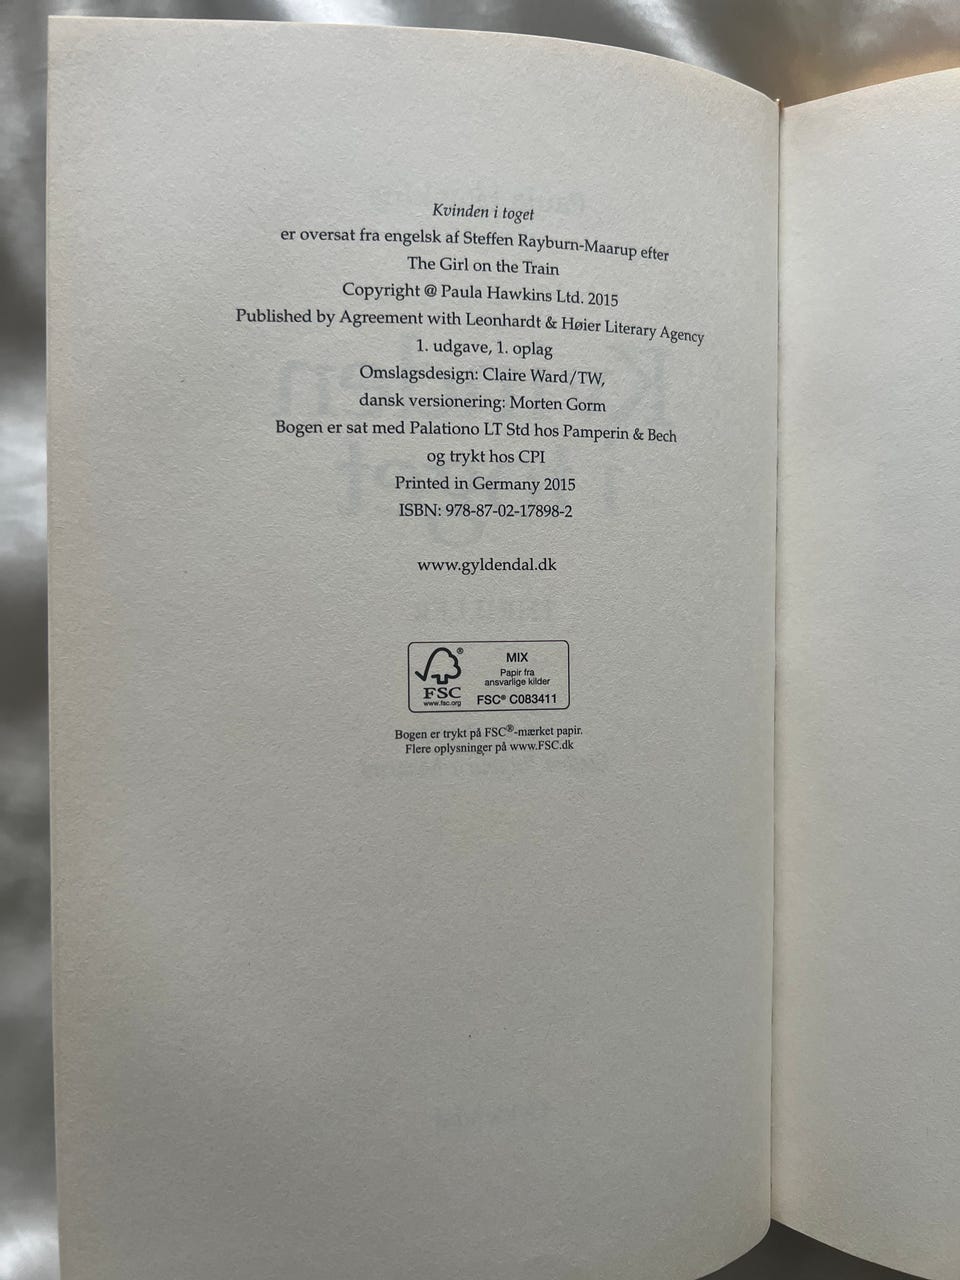 Kvinden i toget
er oversat fra engelsk af Steffen Rayburn-Maarup efter
The Girl on the Train
Copyright @ Paula Hawkins Ltd. 2015
Published by Agreement with Leonhardt & Høier Literary Agency
1. udgave, 1. oplag
Omslagsdesign: Claire Ward/TW,
dansk versionering: Morten Gorm
Bogen er sat med Palationo LT Std hos Pamperin & Bech
og trykt hos CPI
Printed in Germany 2015
ISBN: 978-87-02-17898-2
www.gyldendal.dk
®
FSC
www.fsc.org
MIX
Papir fra
ansvarlige kilder
FSC® C083411
Bogen er trykt på FSC®-mærket papir.
Flere oplysninger på www.FSC.dk